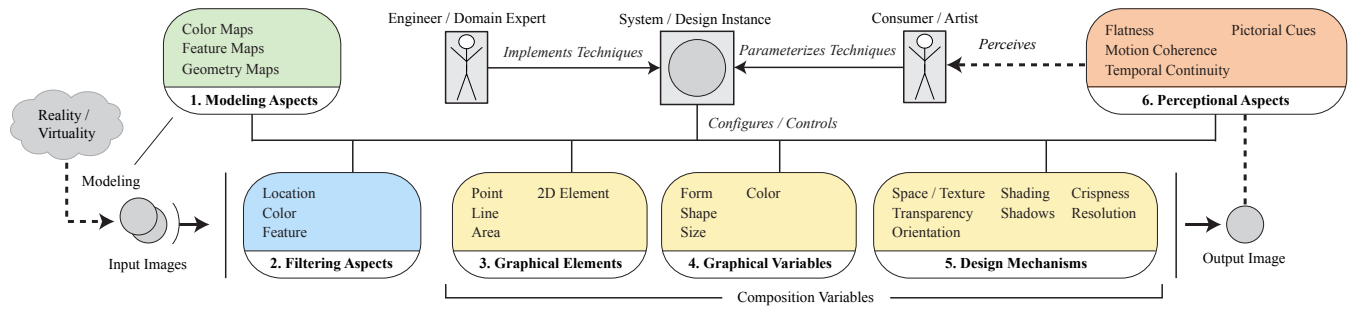 Color Maps
Feature Maps
Geometry Maps
1. Modeling Aspects
Engineer / Domain Expert
Implements Techniques
System / Design Instance
Parameterizes Techniques
Consumer / Artist
Perceives
Flatness Pictorial Cues
Motion Coherence
Temporal Continuity
6. Perceptional Aspects
Reality /
Virtuality
Configures / Controls
Modeling
Input Images
Location
Color
Feature
2. Filtering Aspects
Point 2D Element
Line
Area
3. Graphical Elements
Form Color
Shape
Size
4. Graphical Variables
Space / Texture Shading Crispness
Transparency Shadows Resolution
Orientation
5. Design Mechanisms
Output Image
Composition Variables